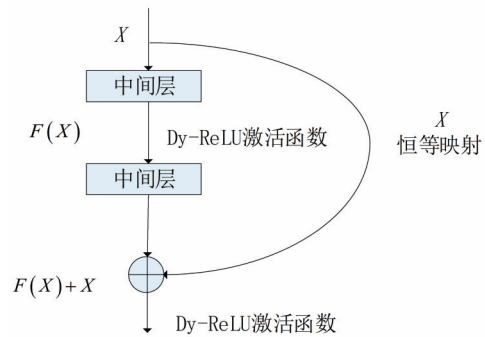 X
中间层
F(X)
Dy-ReLU激活函数
X
恒等映射
中间层
F(X)+X
Dy-ReLU激活函数